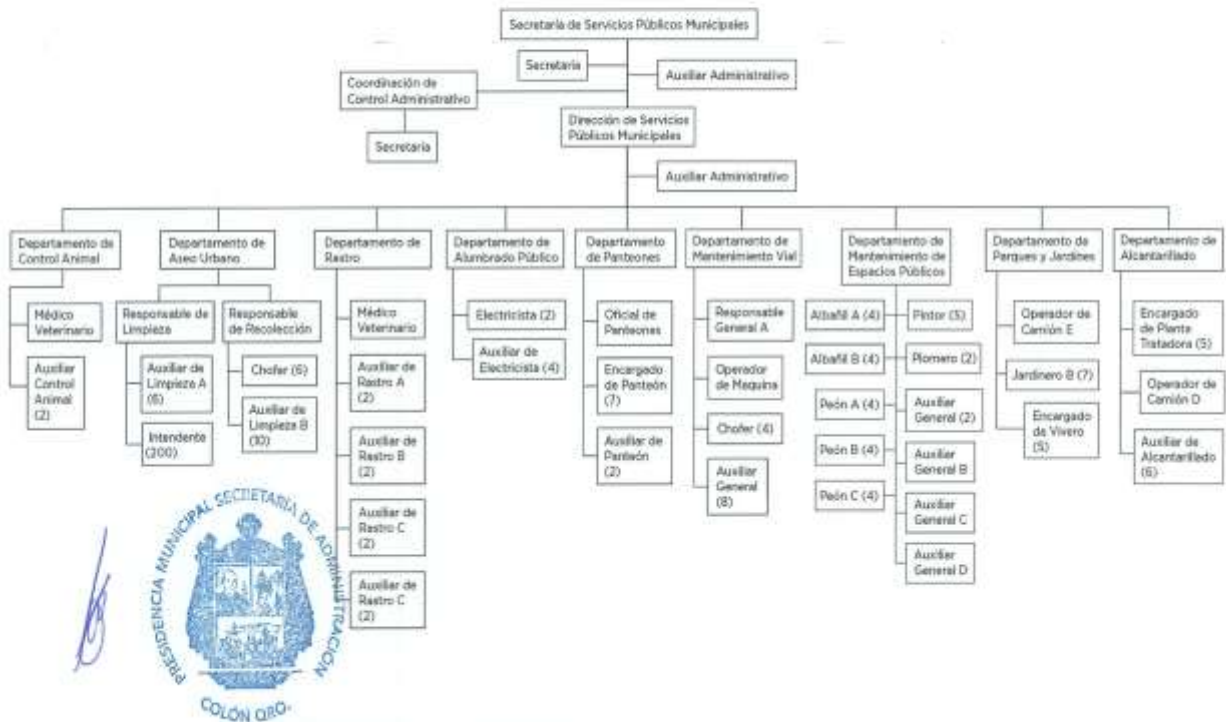 Secretaría de Servicios Públicos Municipales
Secretaria
Auxiliar Administrativo
Coordinación de
Control Administrativo
Secretaria
Dirección de Servicios
Públicos Municipales
Auxiliar Administrativo
Departamento de
Control Animal
Médico
Veterinario
Auxiliar
Control
Animal
(2)
Departamento de
Aseo Urbano
Responsable de
Limpieza
Auxiliar de
Limpieza A
(6)
Intendente
(200)
Responsable
de Recolección
Chofer (6)
Auxiliar de
Limpieza B
(10)
Departamento de
Rastro
Médico
Veterinario
Auxiliar de
Rastro A
(2)
Auxiliar de
Rastro B
(2)
Auxiliar de
Rastro C
(2)
Auxiliar de
Rastro C
(2)
Departamento de
Alumbrado Público
Electricista (2)
Auxiliar de
Electricista (4)
Departamento
de Panteones
Oficial de
Panteones
Encargado
de Panteón
(7)
Auxiliar de
Panteón
(2)
Departamento de
Mantenimiento Vial
Responsable
General A
Operador
de Maquina
Chofer (4)
Auxiliar
General
(8)
Departamento de
Mantenimiento de
Espacios Públicos
Albañil A (4)
Albañil B (4)
Peón A (4)
Peón B (4)
Peón C (4)
Pintor (5)
Plomero (2)
Auxiliar
General (2)
Auxiliar
General B
Auxiliar
General C
Auxiliar
General D
Departamento de
Parques y Jardines
Operador de
Camión E
Jardinero B (7)
Encargado
de Vivero
(5)
Departamento de
Alcantarillado
Encargado
de Planta
Tratadora (5)
Operador de
Camión D
Auxiliar de
Alcantarillado
(6)
PRESIDENCIA MUNICIPAL SECRETARÍA DE ADMINISTRACIÓN
COLÓN QRO.